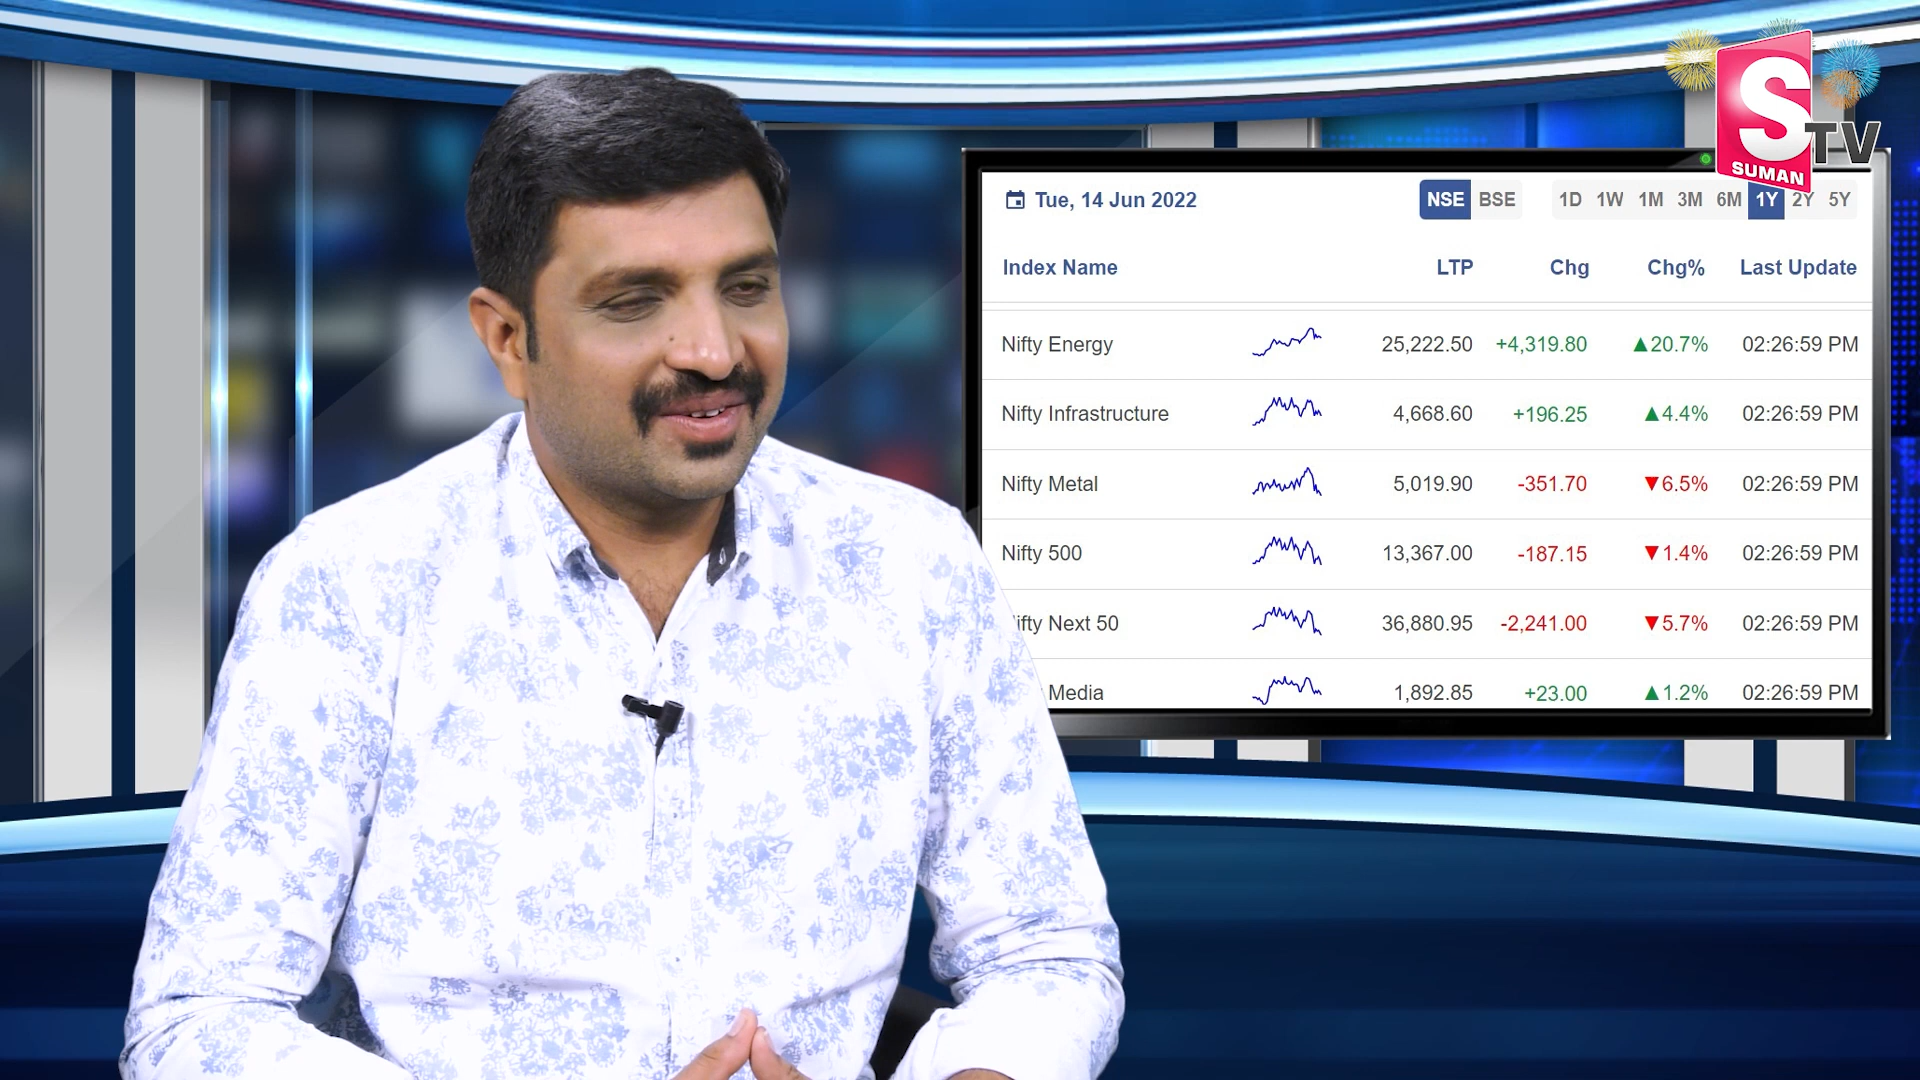 S TV
SUMAN
Tue, 14 Jun 2022 NSE BSE 1D 1W 1M 3M 6M 1Y 2Y 5Y
Index Name LTP Chg Chg% Last Update
Nifty Energy 25,222.50 +4,319.80 ▲20.7% 02:26:59 PM
Nifty Infrastructure 4,668.60 +196.25 ▲4.4% 02:26:59 PM
Nifty Metal 5,019.90 -351.70 ▼6.5% 02:26:59 PM
Nifty 500 13,367.00 -187.15 ▼1.4% 02:26:59 PM
ifty Next 50 36,880.95 -2,241.00 ▼5.7% 02:26:59 PM
Media 1,892.85 +23.00 ▲1.2% 02:26:59 PM